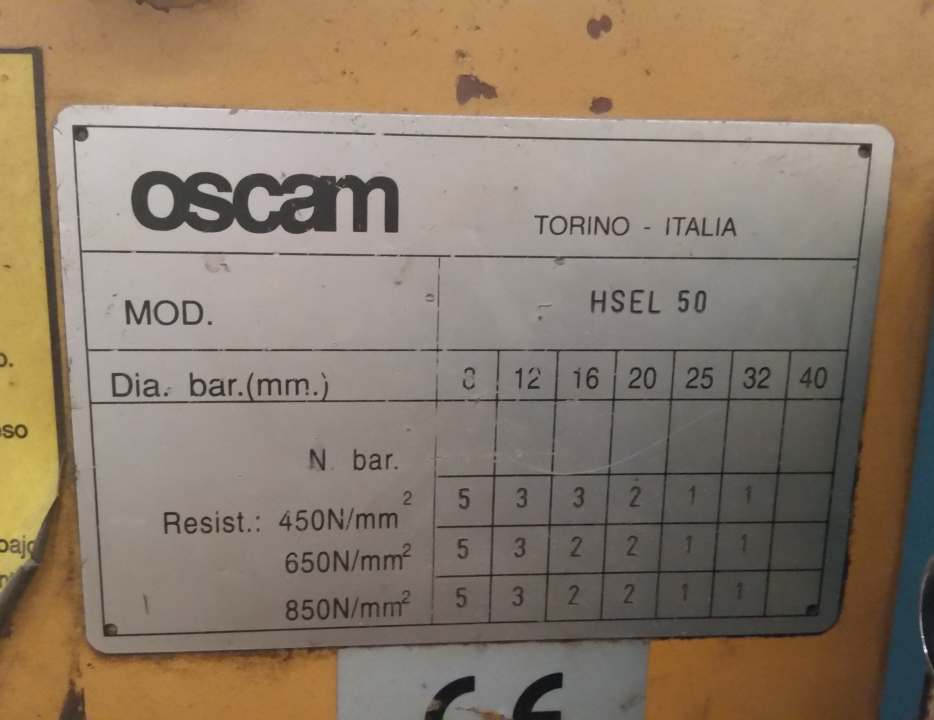 oscam
TORINO - ITALIA
MOD. HSEL 50
Dia. bar.(mm.) 8 12 16 20 25 32 40
N. bar.
Resist.: 450N/mm² 5 3 3 2 1 1
650N/mm² 5 3 2 2 1 1
850N/mm² 5 3 2 2 1 1
CE